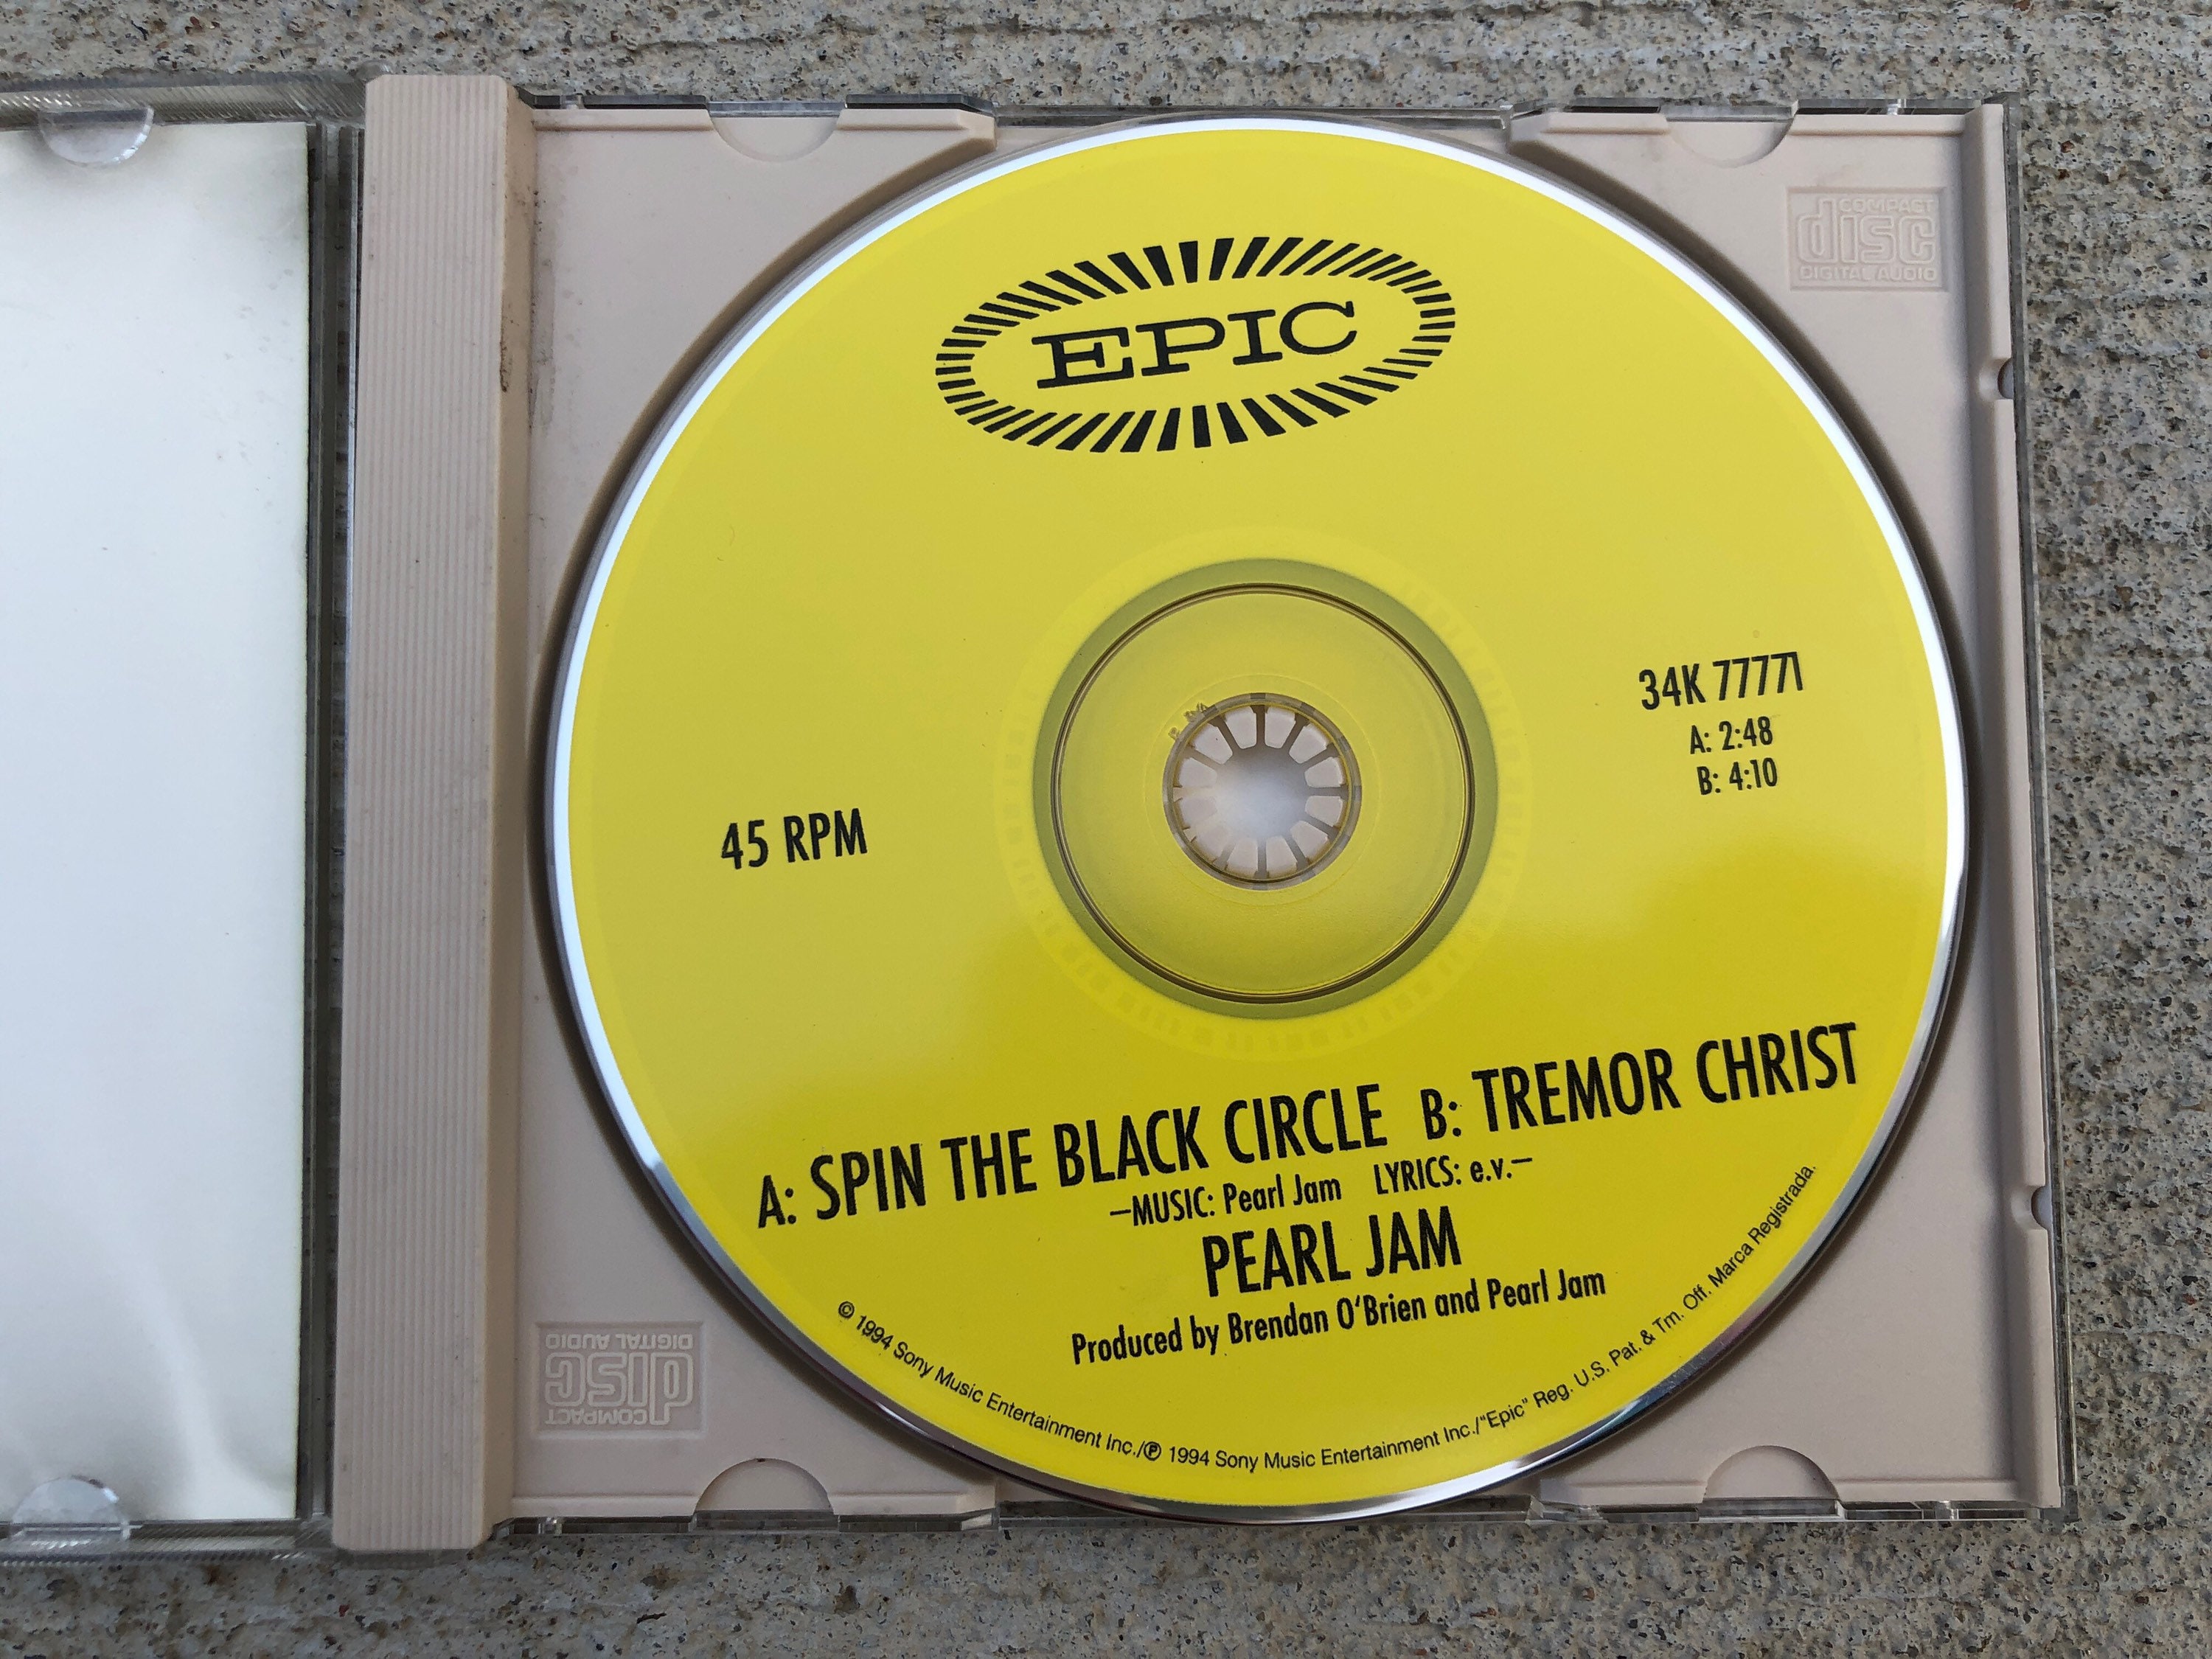 EPIC
COMPACT
disc
DIGITAL AUDIO
34K 77771
A: 2:48
B: 4:10
45 RPM
A: SPIN THE BLACK CIRCLE B: TREMOR CHRIST
–MUSIC: Pearl Jam LYRICS: e.v.–
PEARL JAM
Produced by Brendan O'Brien and Pearl Jam
© 1994 Sony Music Entertainment Inc./℗ 1994 Sony Music Entertainment Inc./"Epic" Reg. U.S. Pat. & Tm. Off. Marca Registrada.
COMPACT
disc
DIGITAL AUDIO